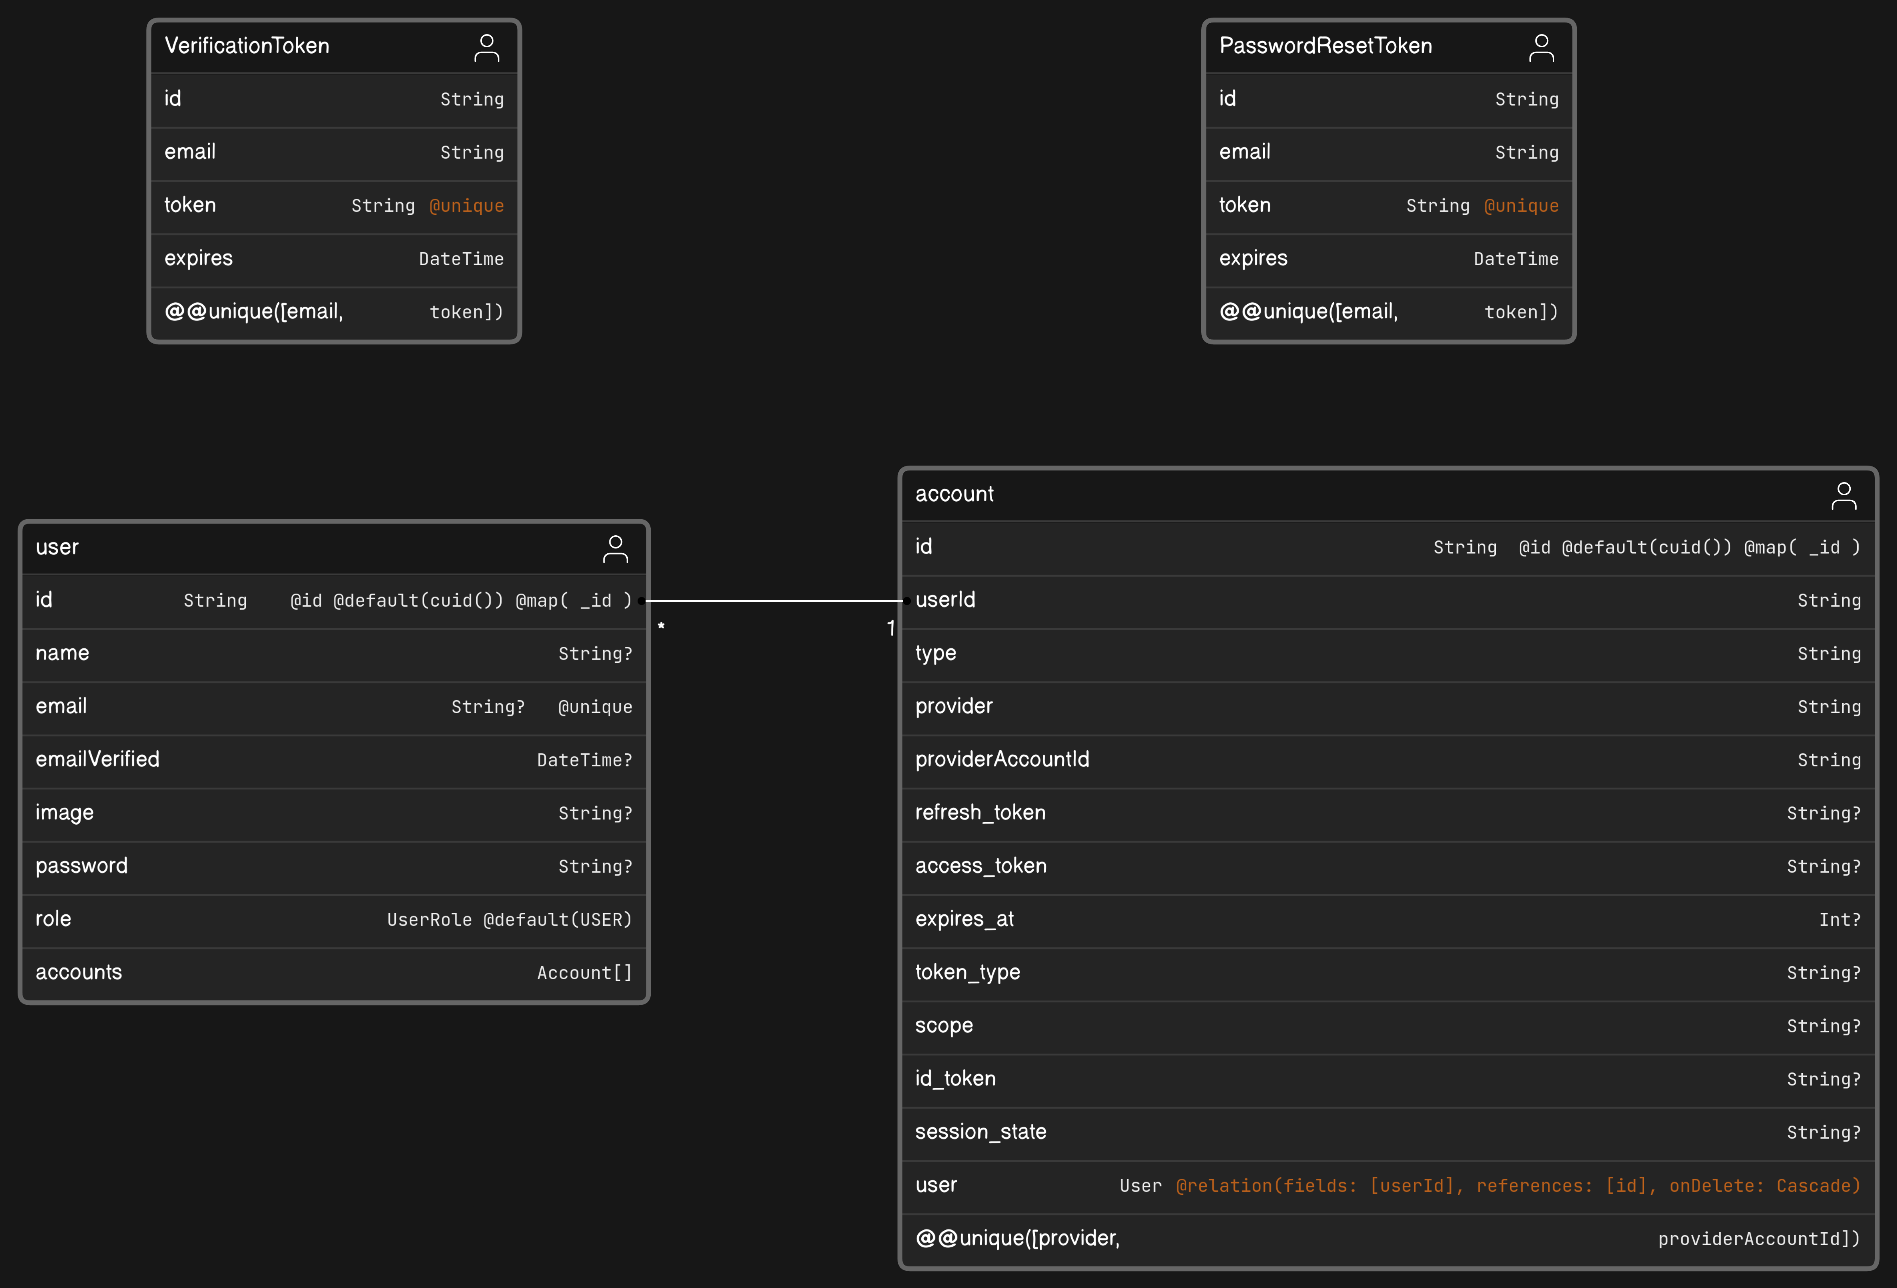 VerificationToken
id String
email String
token String @unique
expires DateTime
@@unique([email, token])
PasswordResetToken
id String
email String
token String @unique
expires DateTime
@@unique([email, token])
user
id String @id @default(cuid()) @map( _id )
name String?
email String? @unique
emailVerified DateTime?
image String?
password String?
role UserRole @default(USER)
accounts Account[]
* 1
account
id String @id @default(cuid()) @map( _id )
userId String
type String
provider String
providerAccountId String
refresh_token String?
access_token String?
expires_at Int?
token_type String?
scope String?
id_token String?
session_state String?
user User @relation(fields: [userId], references: [id], onDelete: Cascade)
@@unique([provider, providerAccountId])